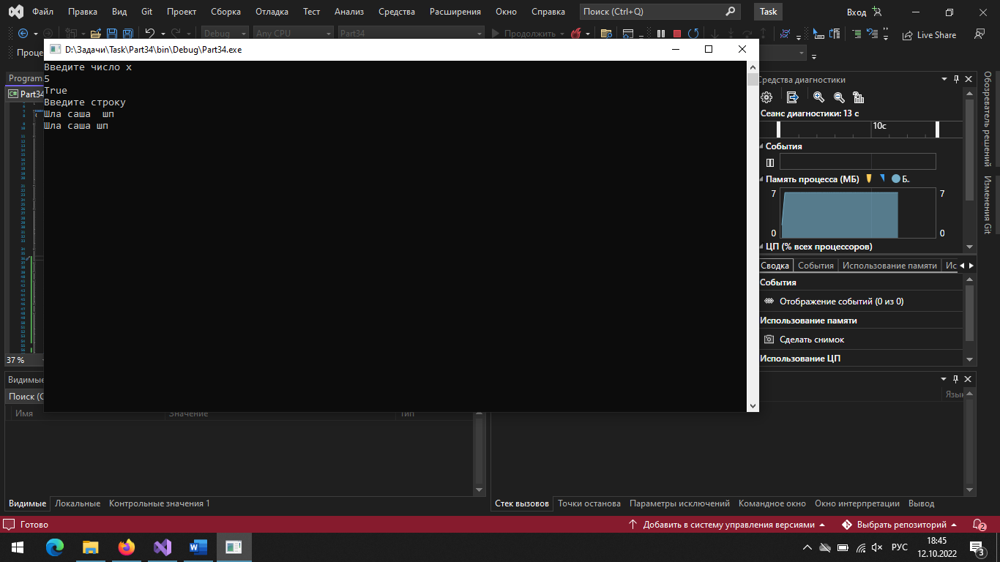 Файл Правка Вид Git Проект Сборка Отладка Тест Анализ Средства Расширения Окно Справка Поиск (Ctrl+Q) Task Вход
Debug Any CPU Part34 Продолжить Live Share
D:\Задачи\Task\Part34\bin\Debug\Part34.exe
Введите число x
5
True
Введите строку
Шла саша  шп
Шла саша шп
Program
Part34
37 %
Средства диагностики
Сеанс диагностики: 13 с
10с
События
Память процесса (МБ) Б..
7 7
0 0
ЦП (% всех процессоров)
Сводка События Использование памяти Ис
События
Отображение событий (0 из 0)
Использование памяти
Сделать снимок
Использование ЦП
Обозреватель решений
Изменения Git
Видимые
Поиск (C
Имя Значение Тип
Язык
Видимые Локальные Контрольные значения 1
Стек вызовов Точки останова Параметры исключений Командное окно Окно интерпретации Вывод
Готово Добавить в систему управления версиями Выбрать репозиторий 2
РУС 18:45
12.10.2022 3